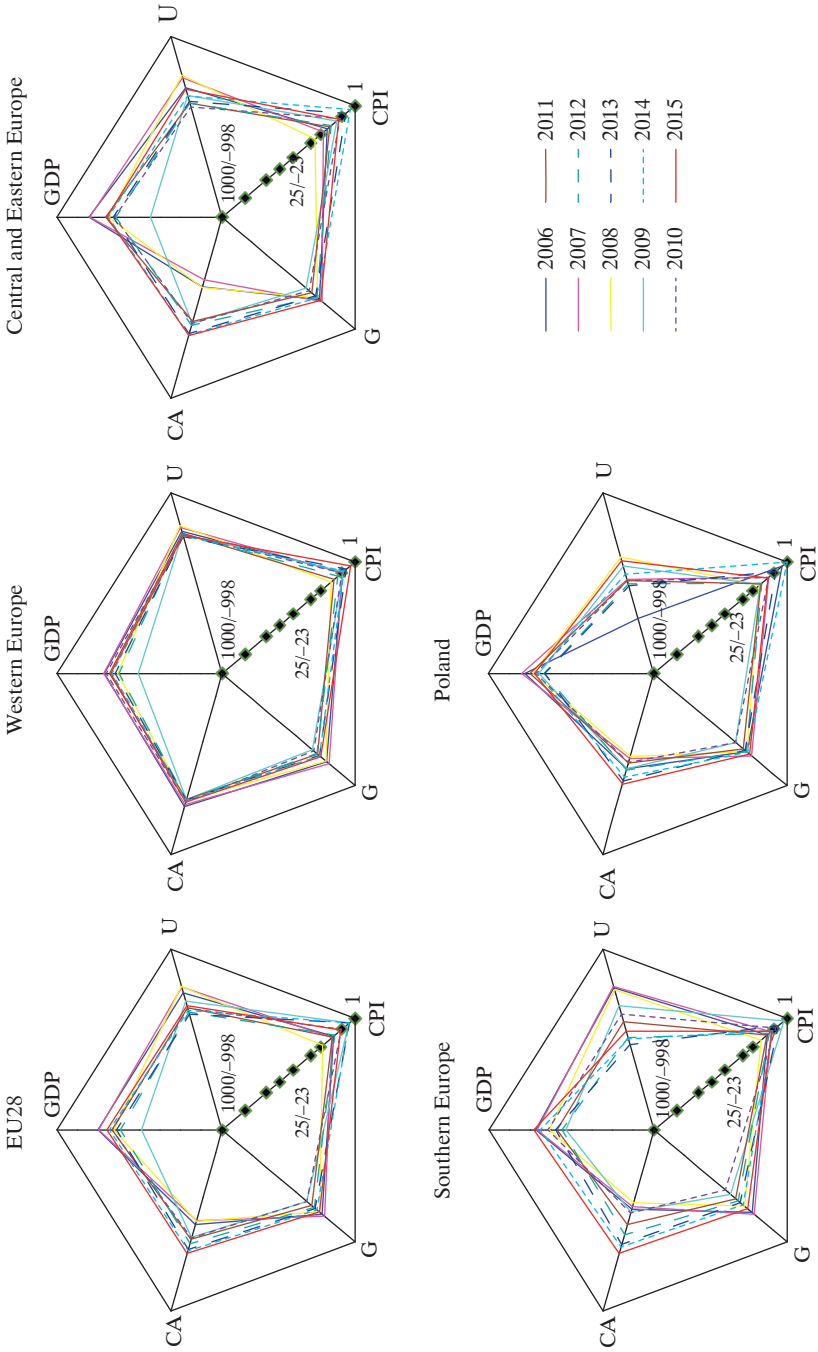 EU28
GDP
U
1000/−998
25/−23
1
CPI
CA
G
Western Europe
GDP
U
1000/−998
25/−23
1
CPI
CA
G
Central and Eastern Europe
GDP
U
1000/−998
25/−23
1
CPI
CA
G
Southern Europe
GDP
U
1000/−998
25/−23
1
CPI
CA
G
Poland
GDP
U
1000/−998
25/−23
1
CPI
CA
G
2006 2011
2007 2012
2008 2013
2009 2014
2010 2015